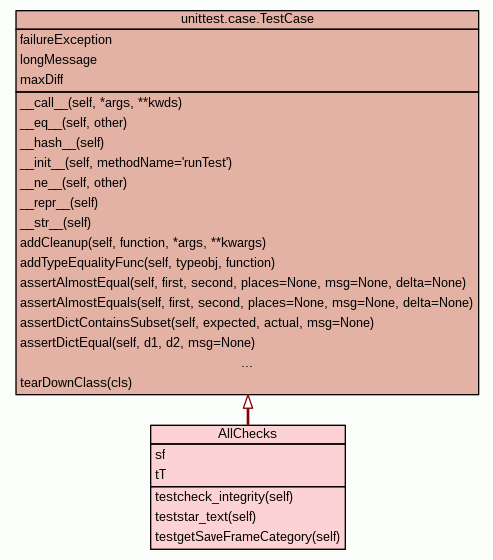 unittest.case.TestCase
failureException
longMessage
maxDiff
__call__(self, *args, **kwds)
__eq__(self, other)
__hash__(self)
__init__(self, methodName='runTest')
__ne__(self, other)
__repr__(self)
__str__(self)
addCleanup(self, function, *args, **kwargs)
addTypeEqualityFunc(self, typeobj, function)
assertAlmostEqual(self, first, second, places=None, msg=None, delta=None)
assertAlmostEquals(self, first, second, places=None, msg=None, delta=None)
assertDictContainsSubset(self, expected, actual, msg=None)
assertDictEqual(self, d1, d2, msg=None)
...
tearDownClass(cls)
AllChecks
sf
tT
testcheck_integrity(self)
teststar_text(self)
testgetSaveFrameCategory(self)